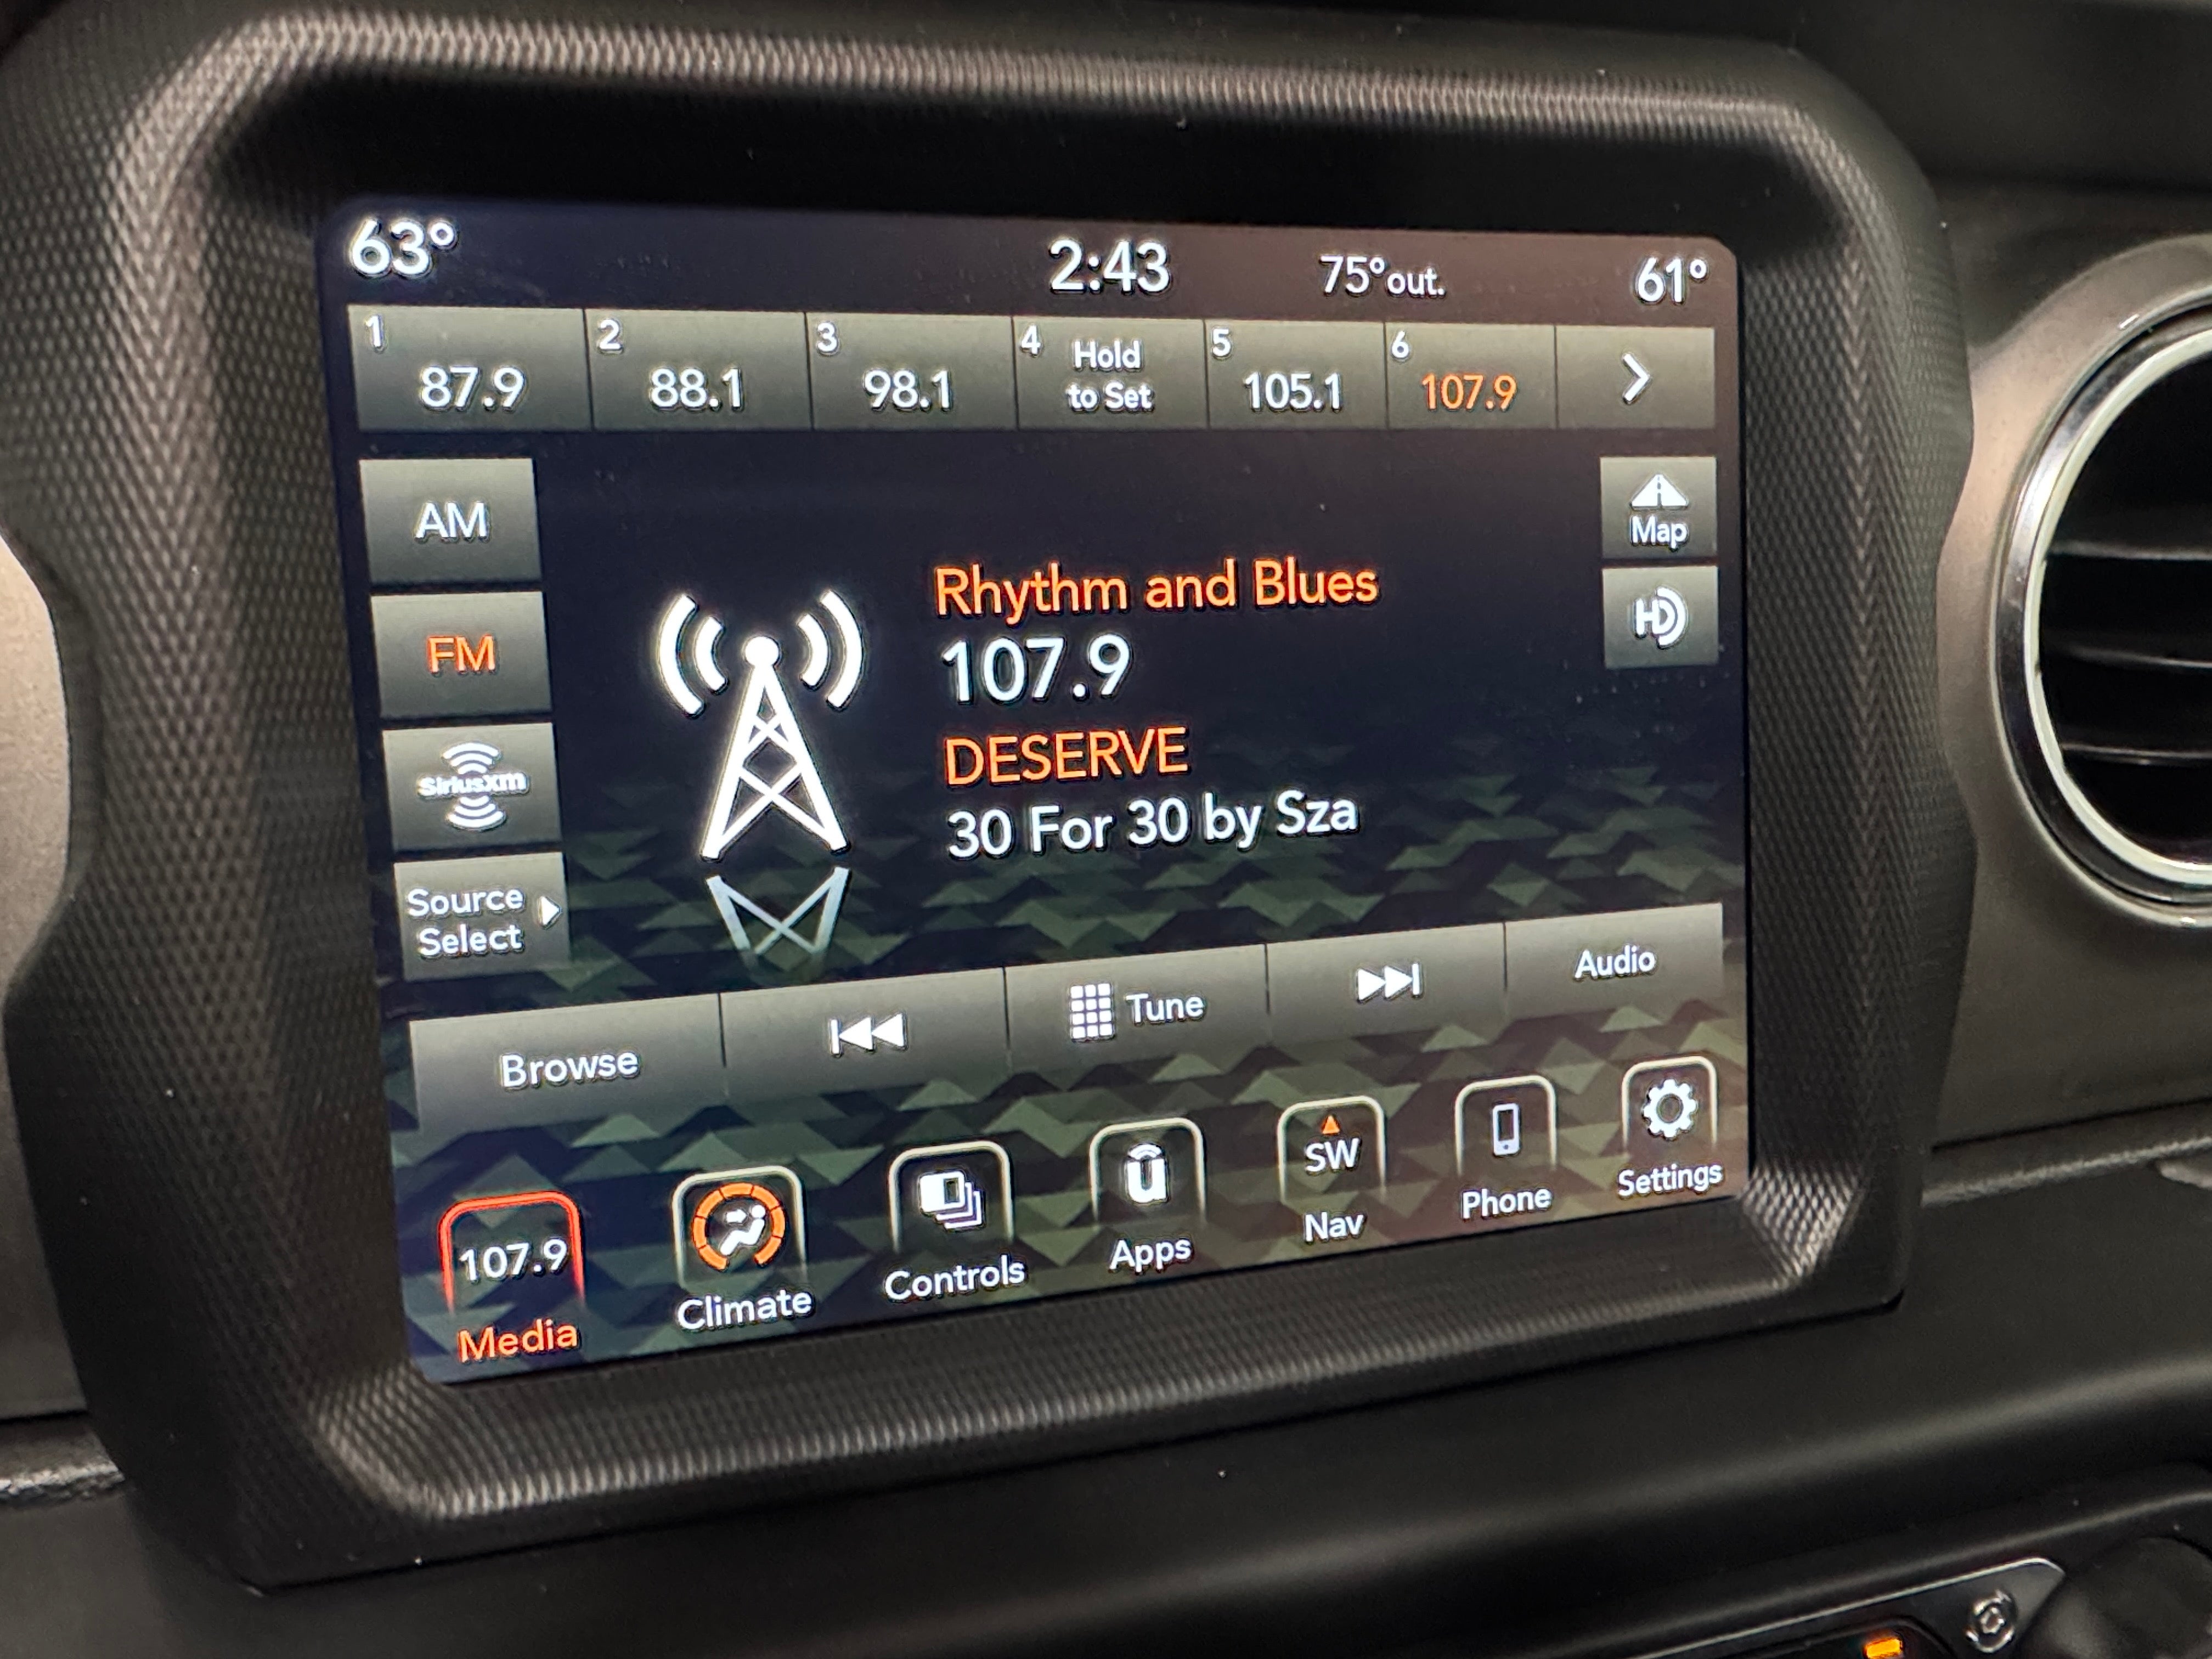 63° 2:43 75°out. 61°
1 87.9
2 88.1
3 98.1
4 Hold
to Set
5 105.1
6 107.9
AM
FM
SiriusXm
Source
Select
Map
HD
Rhythm and Blues
107.9
DESERVE
30 For 30 by Sza
Browse
Tune
Audio
107.9
Media
Climate
Controls
u
Apps
SW
Nav
Phone
Settings